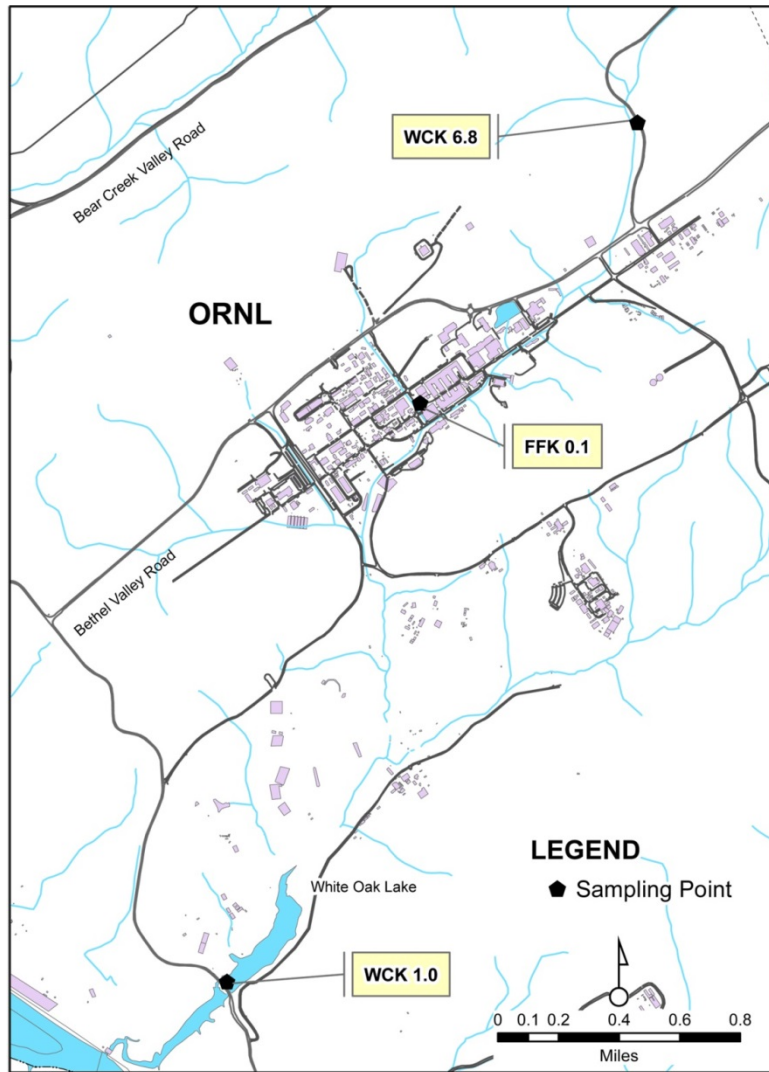 WCK 6.8
Bear Creek Valley Road
ORNL
FFK 0.1
Bethel Valley Road
LEGEND
Sampling Point
White Oak Lake
WCK 1.0
0 0.1 0.2 0.4 0.6 0.8
Miles